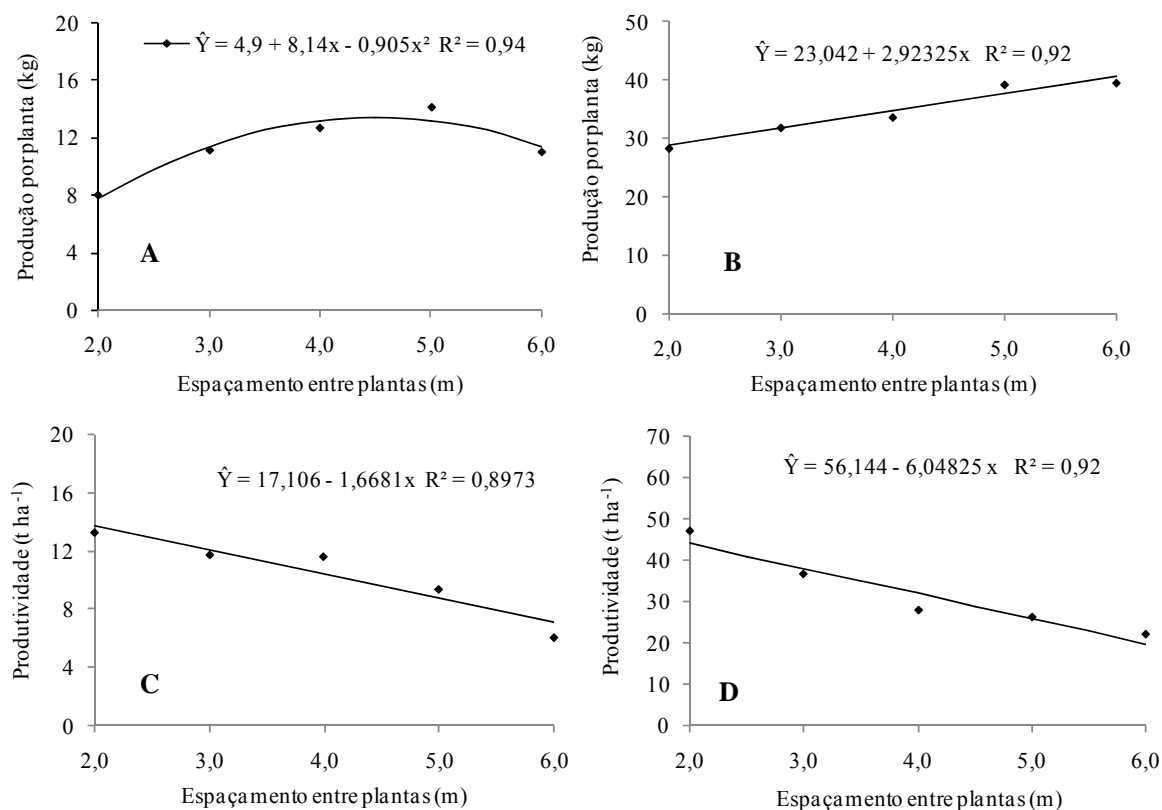 20
16
12
8
4
0
Produção porplanta (kg)
Ŷ = 4,9 + 8,14x - 0,905x² R² = 0,94
A
2,0 3,0 4,0 5,0 6,0
Espaçamento entre plantas (m)
50
40
30
20
10
0
Produção por planta (kg)
Ŷ = 23,042 + 2,92325x R² = 0,92
B
2,0 3,0 4,0 5,0 6,0
Espaçamento entre plantas (m)
20
16
12
8
4
0
Produtividade (t ha⁻¹)
Ŷ = 17,106 - 1,6681x R² = 0,8973
C
2,0 3,0 4,0 5,0 6,0
Espaçamento entre plantas (m)
70
60
50
40
30
20
10
0
Produtividade (t ha⁻¹)
Ŷ = 56,144 - 6,04825 x R² = 0,92
D
2,0 3,0 4,0 5,0 6,0
Espaçamento entre plantas (m)